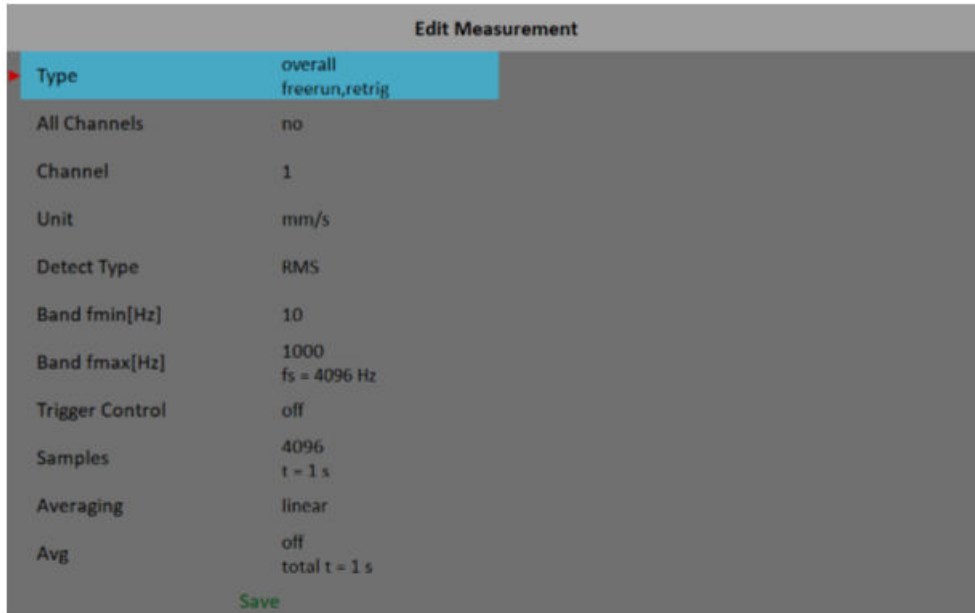 Edit Measurement
Type overall
freerun,retrig
All Channels no
Channel 1
Unit mm/s
Detect Type RMS
Band fmin[Hz] 10
Band fmax[Hz] 1000
fs = 4096 Hz
Trigger Control off
Samples 4096
t = 1 s
Averaging linear
Avg off
total t = 1 s
Save